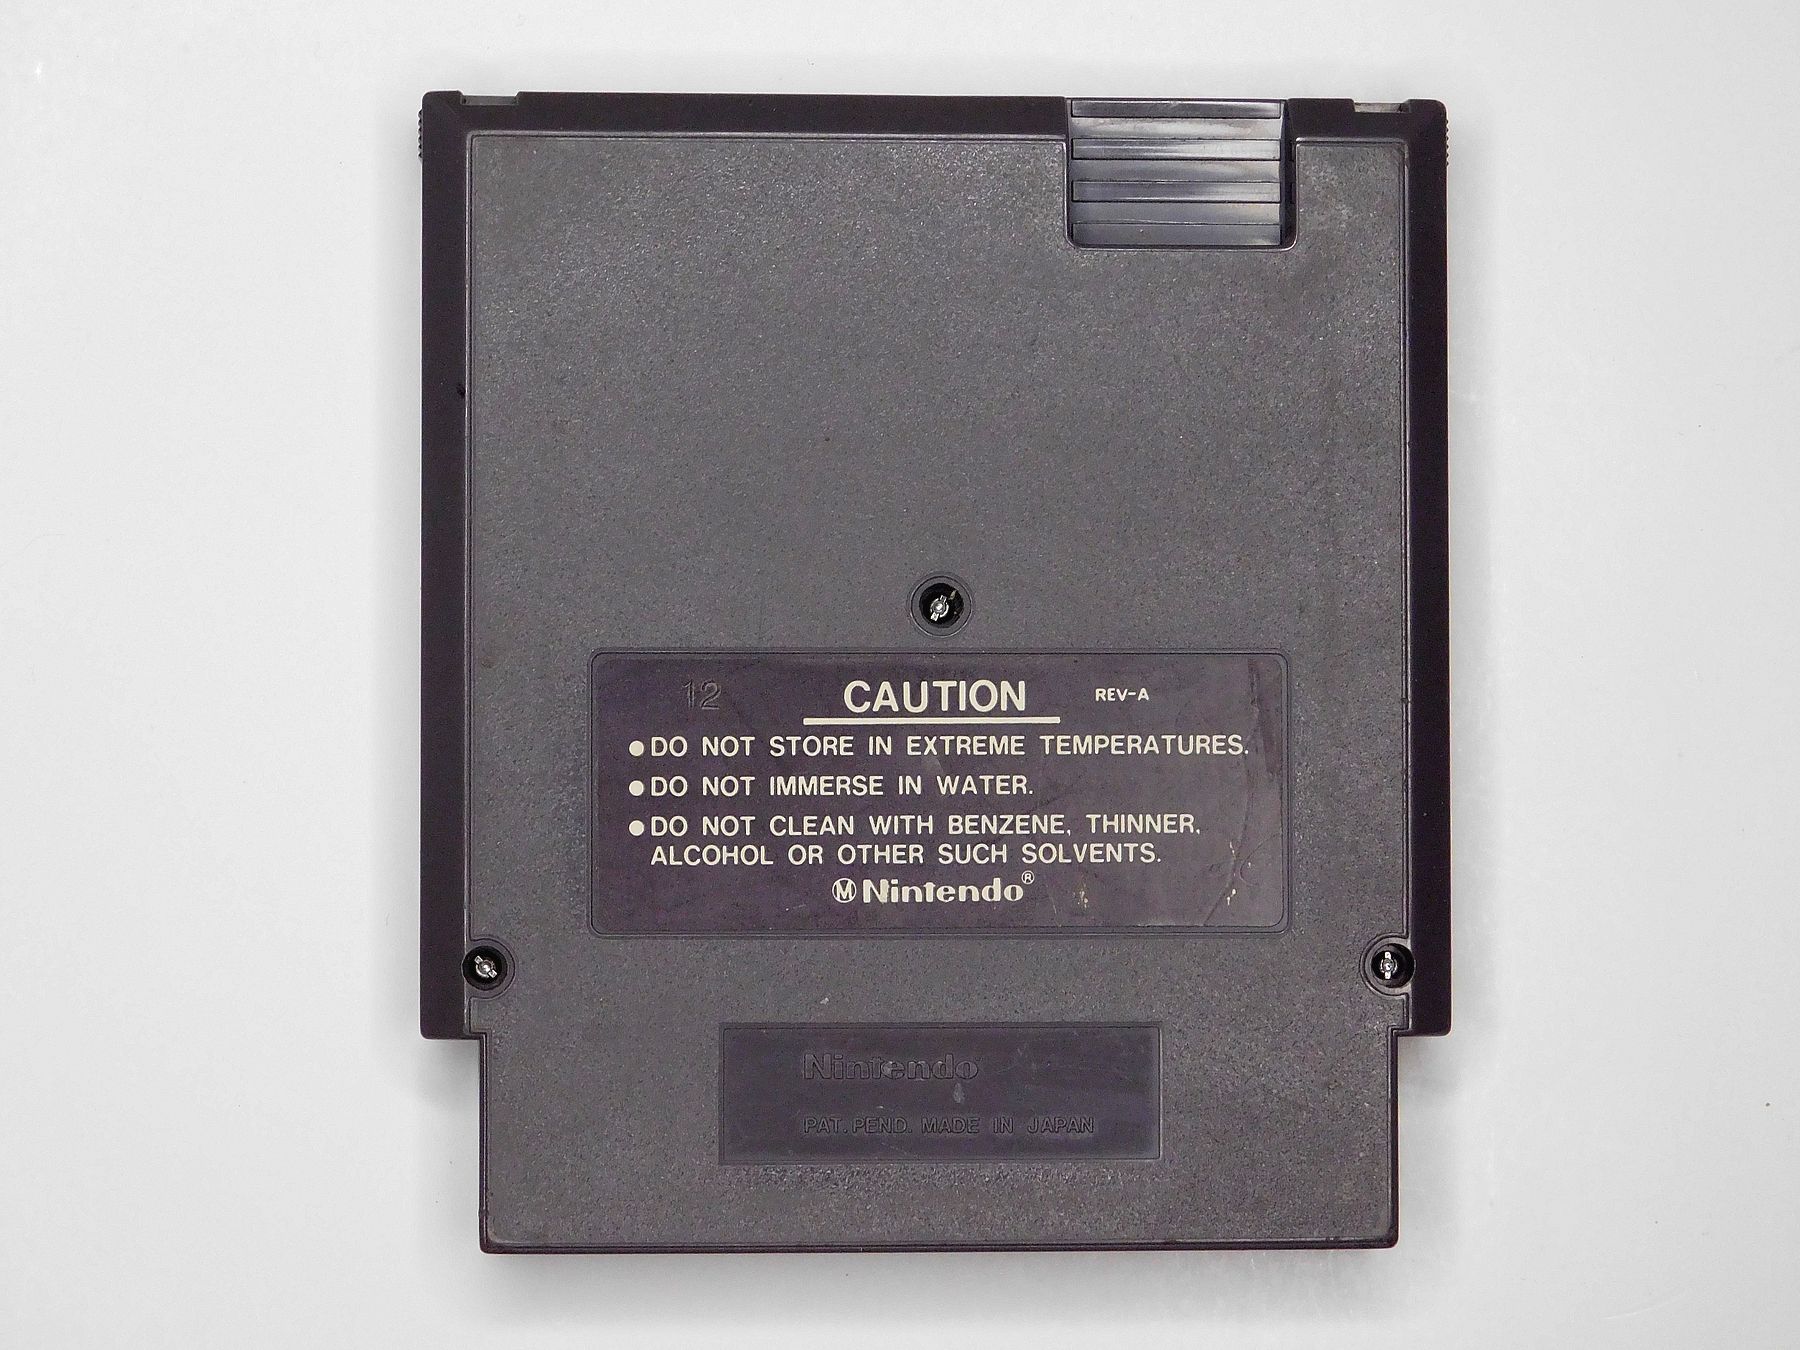 12
CAUTION REV-A
●DO NOT STORE IN EXTREME TEMPERATURES.
●DO NOT IMMERSE IN WATER.
●DO NOT CLEAN WITH BENZENE, THINNER,
ALCOHOL OR OTHER SUCH SOLVENTS.
Ⓜ Nintendo®
Nintendo
PAT. PEND. MADE IN JAPAN